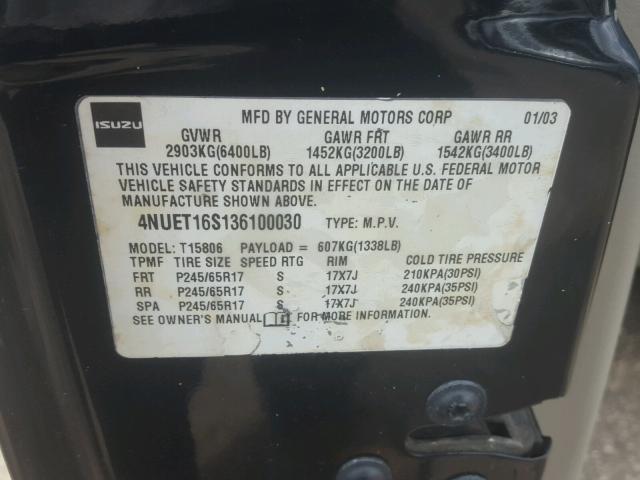 MFD BY GENERAL MOTORS CORP 01/03
ISUZU
GVWR GAWR FRT GAWR RR
2903KG(6400LB) 1452KG(3200LB) 1542KG(3400LB)
THIS VEHICLE CONFORMS TO ALL APPLICABLE U.S. FEDERAL MOTOR
VEHICLE SAFETY STANDARDS IN EFFECT ON THE DATE OF
MANUFACTURE SHOWN ABOVE.
4NUET16S136100030 TYPE: M.P.V.
MODEL: T15806 PAYLOAD = 607KG(1338LB)
TPMF TIRE SIZE SPEED RTG RIM COLD TIRE PRESSURE
FRT P245/65R17 S 17X7J 210KPA(30PSI)
RR P245/65R17 S 17X7J 240KPA(35PSI)
SPA P245/65R17 S 17X7J 240KPA(35PSI)
SEE OWNER'S MANUAL FOR MORE INFORMATION.